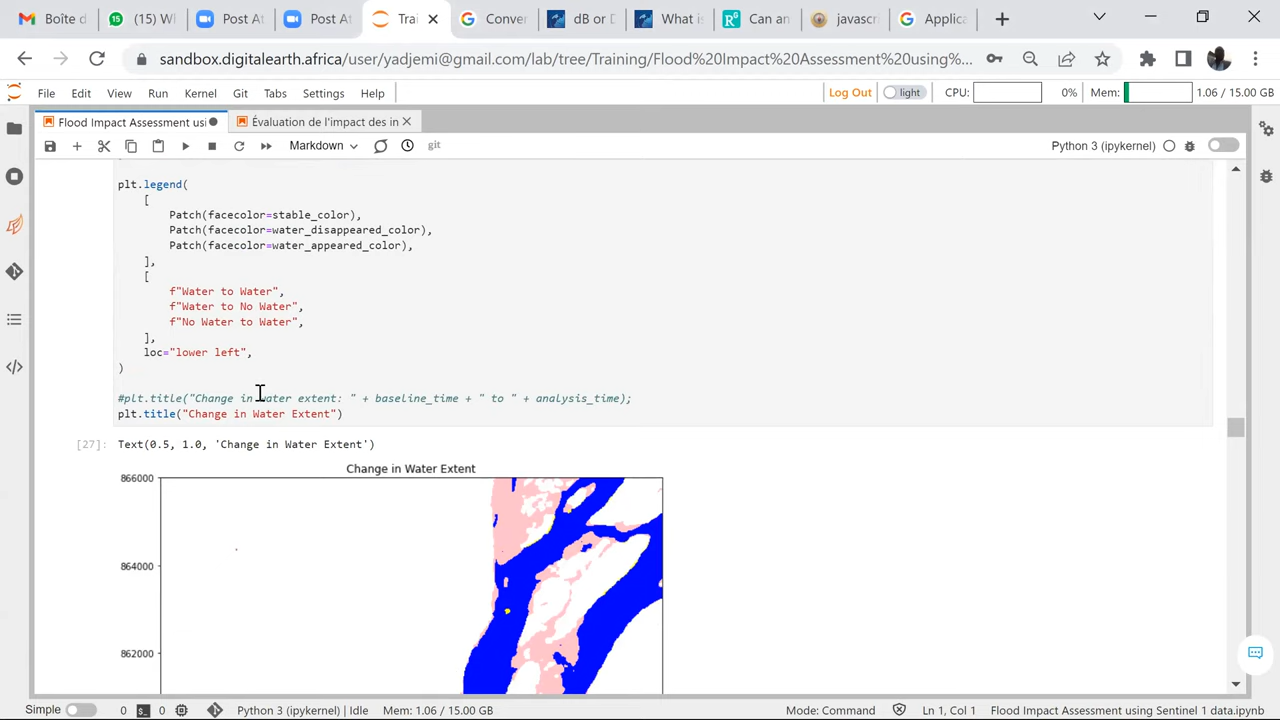 Boîte d
(15) W
Post At
Post At
Trai
Conver
dB or D
What is
Can an
javascr
Applica
sandbox.digitalearth.africa/user/yadjemi@gmail.com/lab/tree/Training/Flood%20Impact%20Assessment%20using%...
File Edit View Run Kernel Git Tabs Settings Help
Log Out light CPU: 0% Mem: 1.06 / 15.00 GB
Flood Impact Assessment usi
Évaluation de l'impact des in
Markdown git Python 3 (ipykernel)
plt.legend(
[
Patch(facecolor=stable_color),
Patch(facecolor=water_disappeared_color),
Patch(facecolor=water_appeared_color),
],
[
f"Water to Water",
f"Water to No Water",
f"No Water to Water",
],
loc="lower left",
)
#plt.title("Change in Water extent: " + baseline_time + " to " + analysis_time);
plt.title("Change in Water Extent")
[27]: Text(0.5, 1.0, 'Change in Water Extent')
Change in Water Extent
866000
864000
862000
Simple 0 0 Python 3 (ipykernel) | Idle Mem: 1.06 / 15.00 GB Mode: Command Ln 1, Col 1 Flood Impact Assessment using Sentinel 1 data.ipynb